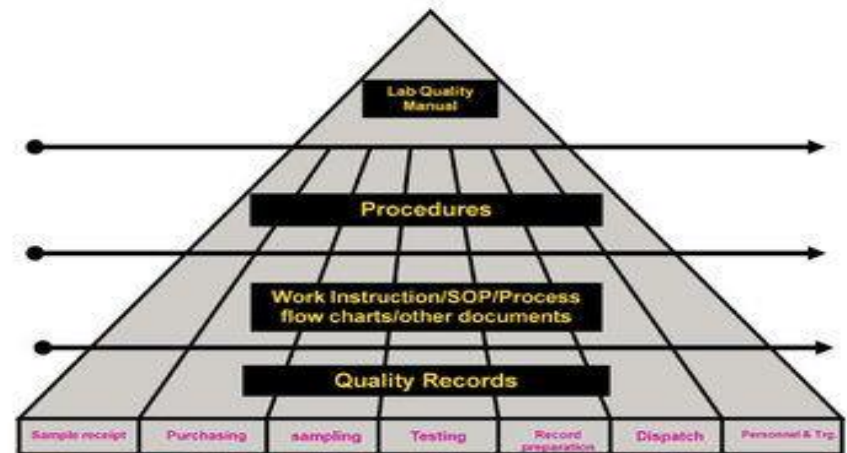 Lab Quality
Manual
Procedures
Work Instruction/SOP/Process
flow charts/other documents
Quality Records
Sample receipt
Purchasing
sampling
Testing
Record
preparation
Dispatch
Personnel & Trg.